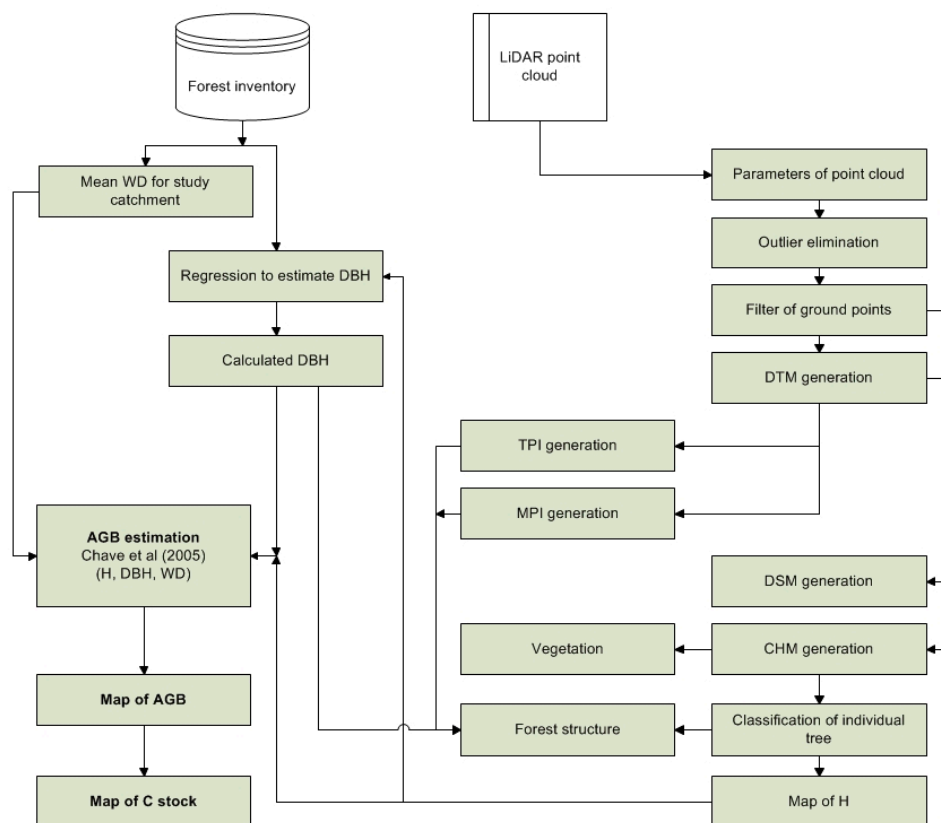 Forest inventory
LiDAR point
cloud
Mean WD for study
catchment
Parameters of point cloud
Outlier elimination
Regression to estimate DBH
Filter of ground points
Calculated DBH
DTM generation
TPI generation
MPI generation
AGB estimation
Chave et al (2005)
(H, DBH, WD)
DSM generation
Vegetation
CHM generation
Map of AGB
Forest structure
Classification of individual
tree
Map of C stock
Map of H